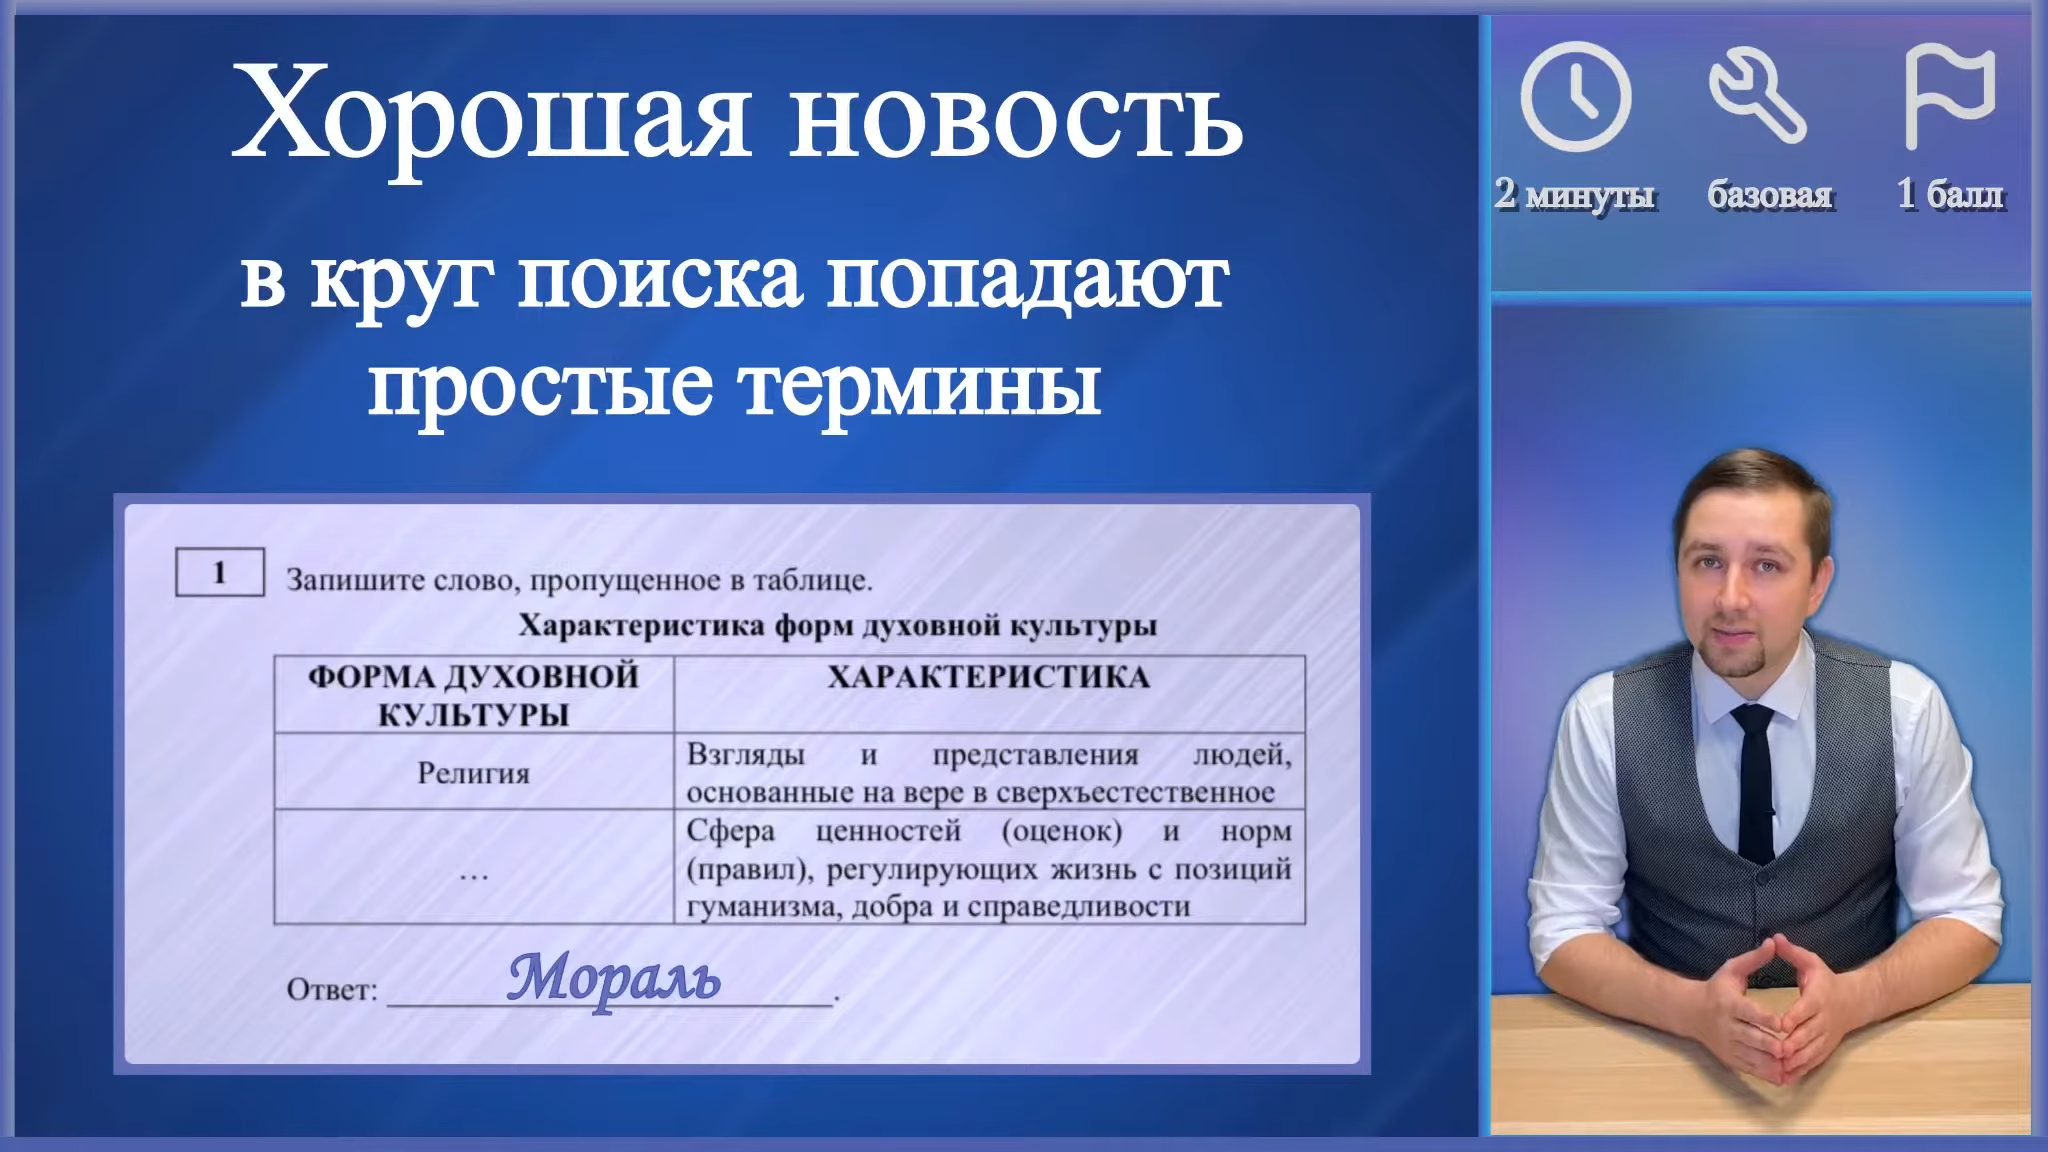 Хорошая новость
в круг поиска попадают
простые термины
2 минуты
базовая
1 балл
1
Запишите слово, пропущенное в таблице.
Характеристика форм духовной культуры
ФОРМА ДУХОВНОЙ
КУЛЬТУРЫ
ХАРАКТЕРИСТИКА
Религия
Взгляды и представления людей,
основанные на вере в сверхъестественное
...
Сфера ценностей (оценок) и норм
(правил), регулирующих жизнь с позиций
гуманизма, добра и справедливости
Ответ: Мораль.